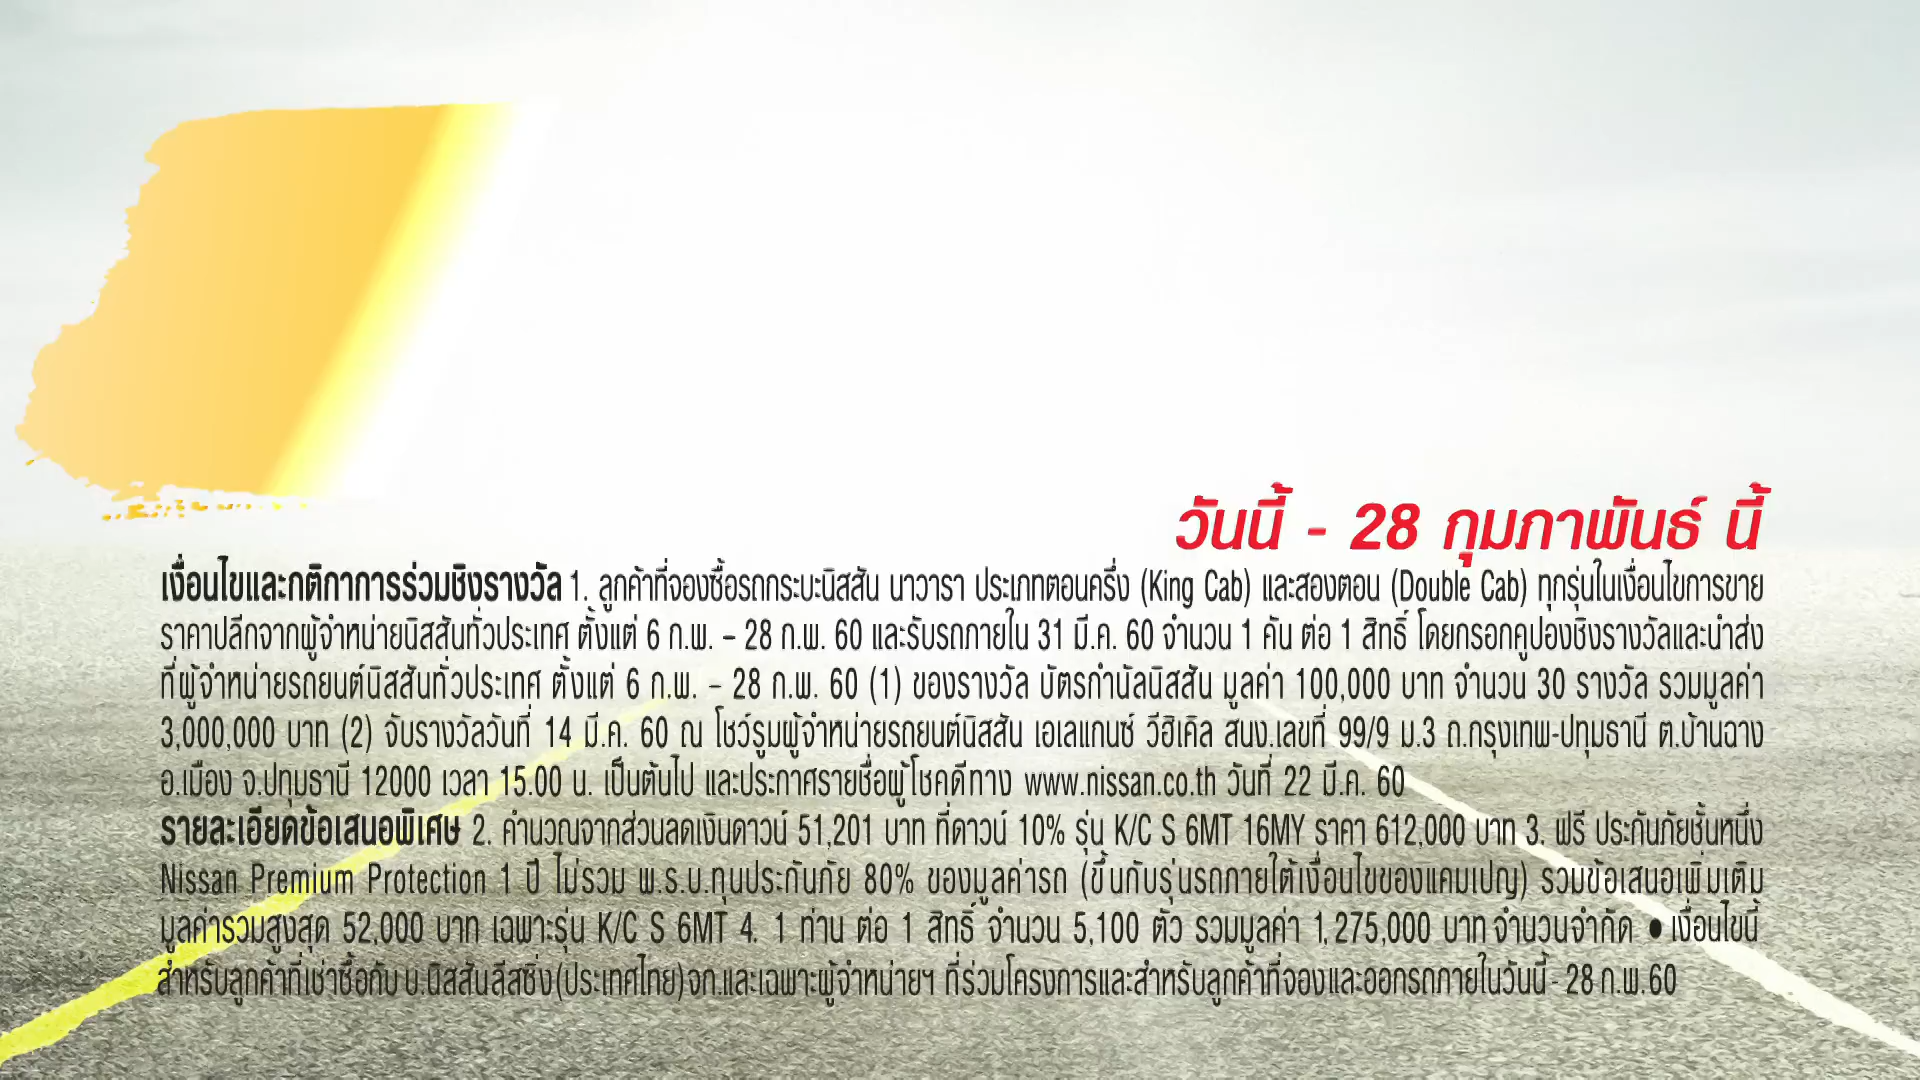 วันนี้ - 28 กุมภาพันธ์ นี้
เงื่อนไขและกติกาการร่วมชิงรางวัล 1. ลูกค้าที่จองซื้อรถกระบะนิสสัน นาวารา ประเภทตอนครึ่ง (King Cab) และสองตอน (Double Cab) ทุกรุ่นในเงื่อนไขการขาย
ราคาปลีกจากผู้จำหน่ายนิสสันทั่วประเทศ ตั้งแต่ 6 ก.พ. – 28 ก.พ. 60 และรับรถภายใน 31 มี.ค. 60 จำนวน 1 คัน ต่อ 1 สิทธิ์ โดยกรอกคูปองชิงรางวัลและนำส่ง
ที่ผู้จำหน่ายรถยนต์นิสสันทั่วประเทศ ตั้งแต่ 6 ก.พ. – 28 ก.พ. 60 (1) ของรางวัล บัตรกำนัลนิสสัน มูลค่า 100,000 บาท จำนวน 30 รางวัล รวมมูลค่า
3,000,000 บาท (2) จับรางวัลวันที่ 14 มี.ค. 60 ณ โชว์รูมผู้จำหน่ายรถยนต์นิสสัน เอเลแกนซ์ วีฮิเคิล สนง.เลขที่ 99/9 ม.3 ถ.กรุงเทพ-ปทุมธานี ต.บ้านฉาง
อ.เมือง จ.ปทุมธานี 12000 เวลา 15.00 น. เป็นต้นไป และประกาศรายชื่อผู้โชคดีทาง www.nissan.co.th วันที่ 22 มี.ค. 60
รายละเอียดข้อเสนอพิเศษ 2. คำนวณจากส่วนลดเงินดาวน์ 51,201 บาท ที่ดาวน์ 10% รุ่น K/C S 6MT 16MY ราคา 612,000 บาท 3. ฟรี ประกันภัยชั้นหนึ่ง
Nissan Premium Protection 1 ปี ไม่รวม พ.ร.บ.ทุนประกันภัย 80% ของมูลค่ารถ (ขึ้นกับรุ่นรถภายใต้เงื่อนไขของแคมเปญ) รวมข้อเสนอเพิ่มเติม
มูลค่ารวมสูงสุด 52,000 บาท เฉพาะรุ่น K/C S 6MT 4. 1 ท่าน ต่อ 1 สิทธิ์ จำนวน 5,100 ตัว รวมมูลค่า 1,275,000 บาท จำนวนจำกัด ● เงื่อนไขนี้
สำหรับลูกค้าที่เช่าซื้อกับ บ.นิสสันลีสซิ่ง(ประเทศไทย)จก.และเฉพาะผู้จำหน่ายฯ ที่ร่วมโครงการและสำหรับลูกค้าที่จองและออกรถภายในวันนี้ - 28 ก.พ.60